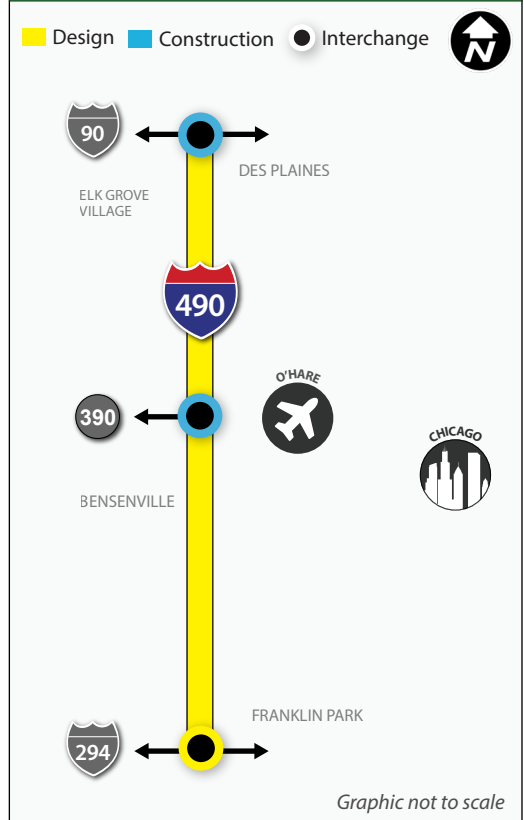 Design Construction Interchange
N
90
DES PLAINES
ELK GROVE
VILLAGE
490
O'HARE
390
CHICAGO
BENSENVILLE
FRANKLIN PARK
294
Graphic not to scale